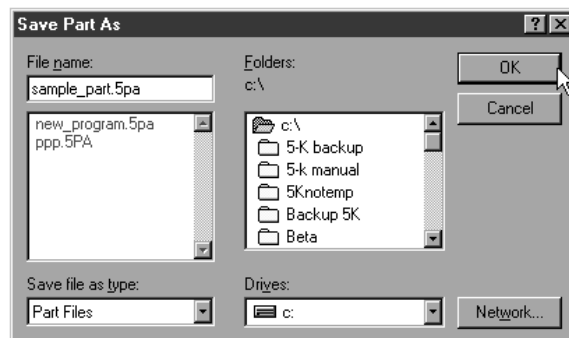 Save Part As
File name:
sample_part.5pa
new_program.5pa
ppp.5PA
Save file as type:
Part Files
Folders:
c:\
c:\
5-K backup
5-k manual
5Knotemp
Backup 5K
Beta
Drives:
c:
OK
Cancel
Network...